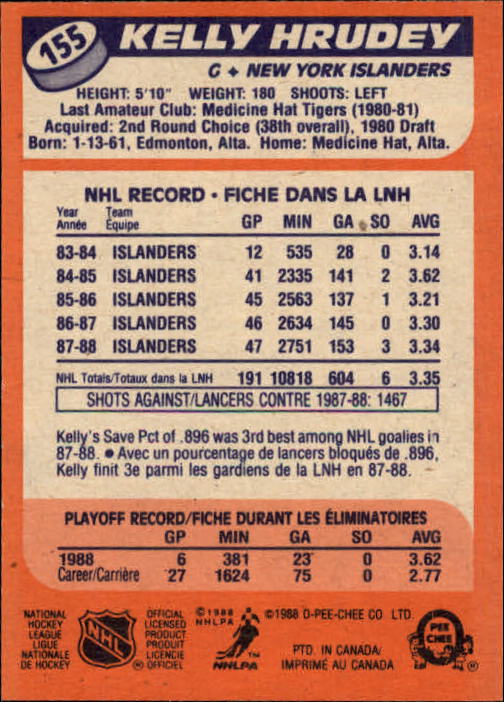 155
KELLY HRUDEY
G ♦ NEW YORK ISLANDERS
HEIGHT: 5'10" WEIGHT: 180 SHOOTS: LEFT
Last Amateur Club: Medicine Hat Tigers (1980-81)
Acquired: 2nd Round Choice (38th overall), 1980 Draft
Born: 1-13-61, Edmonton, Alta. Home: Medicine Hat, Alta.
NHL RECORD • FICHE DANS LA LNH
Year Team
Année Équipe GP MIN GA SO AVG
83-84 ISLANDERS 12 535 28 0 3.14
84-85 ISLANDERS 41 2335 141 2 3.62
85-86 ISLANDERS 45 2563 137 1 3.21
86-87 ISLANDERS 46 2634 145 0 3.30
87-88 ISLANDERS 47 2751 153 3 3.34
NHL Totals/Totaux dans la LNH 191 10818 604 6 3.35
SHOTS AGAINST/LANCERS CONTRE 1987-88: 1467
Kelly's Save Pct of .896 was 3rd best among NHL goalies in
87-88. ● Avec un pourcentage de lancers bloqués de .896,
Kelly finit 3e parmi les gardiens de la LNH en 87-88.
PLAYOFF RECORD/FICHE DURANT LES ÉLIMINATOIRES
GP MIN GA SO AVG
1988 6 381 23 0 3.62
Career/Carrière 27 1624 75 0 2.77
NATIONAL
HOCKEY
LEAGUE
LIGUE
NATIONALE
DE HOCKEY
NHL
OFFICIAL
LICENSED
PRODUCT
PRODUIT
LICENCIE
® OFFICIEL
©1988
NHLPA
TM
NHLPA
©1988 O-PEE-CHEE CO. LTD.
PTD. IN CANADA/
IMPRIMÉ AU CANADA
PEE
CHEE
®